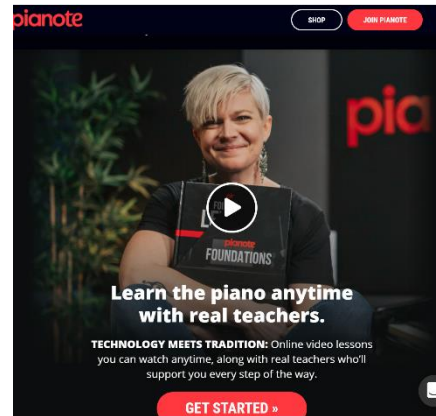 pianote
SHOP
JOIN PIANOTE
pia
pianote
FOUNDATIONS
Learn the piano anytime
with real teachers.
TECHNOLOGY MEETS TRADITION: Online video lessons
you can watch anytime, along with real teachers who'll
support you every step of the way.
GET STARTED »